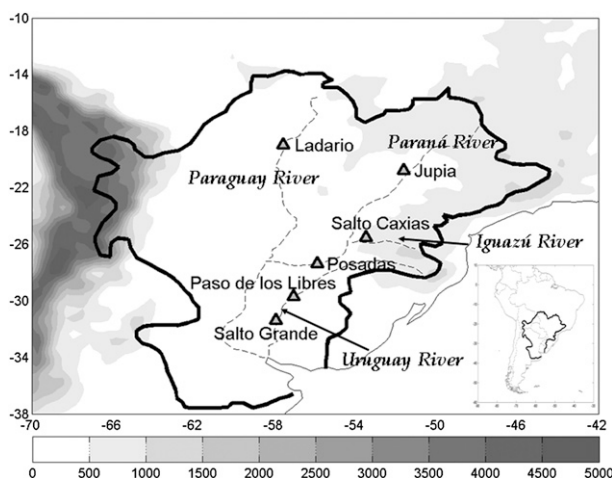 -10
-14
-18
-22
-26
-30
-34
-38
-70 -66 -62 -58 -54 -50 -46 -42
Ladario
Paraná River
Paraguay River
Jupia
Salto Caxias
Iguazú River
Posadas
Paso de los Libres
Salto Grande
Uruguay River
0 500 1000 1500 2000 2500 3000 3500 4000 4500 5000